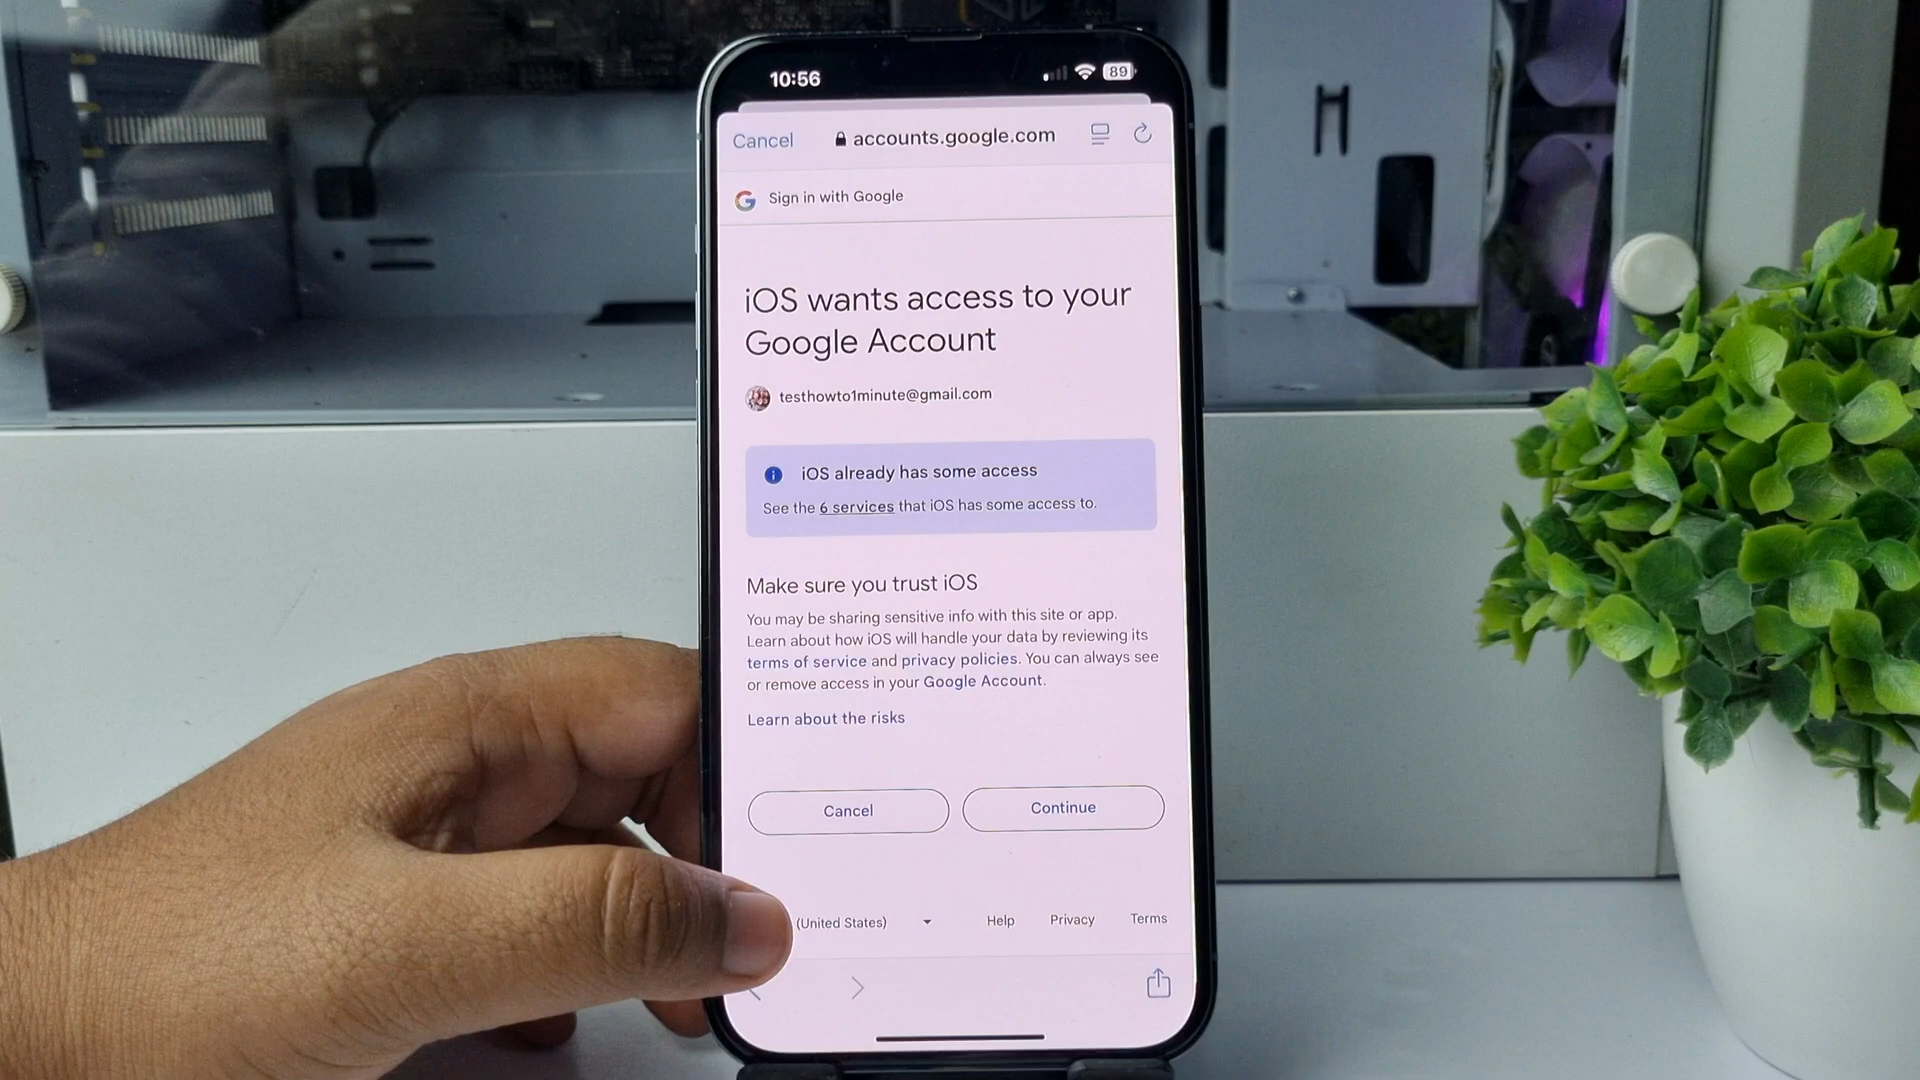 10:56
89
Cancel
accounts.google.com
Sign in with Google
iOS wants access to your
Google Account
testhowto1minute@gmail.com
iOS already has some access
See the 6 services that iOS has some access to.
Make sure you trust iOS
You may be sharing sensitive info with this site or app.
Learn about how iOS will handle your data by reviewing its
terms of service and privacy policies. You can always see
or remove access in your Google Account.
Learn about the risks
Cancel
Continue
(United States)
Help
Privacy
Terms